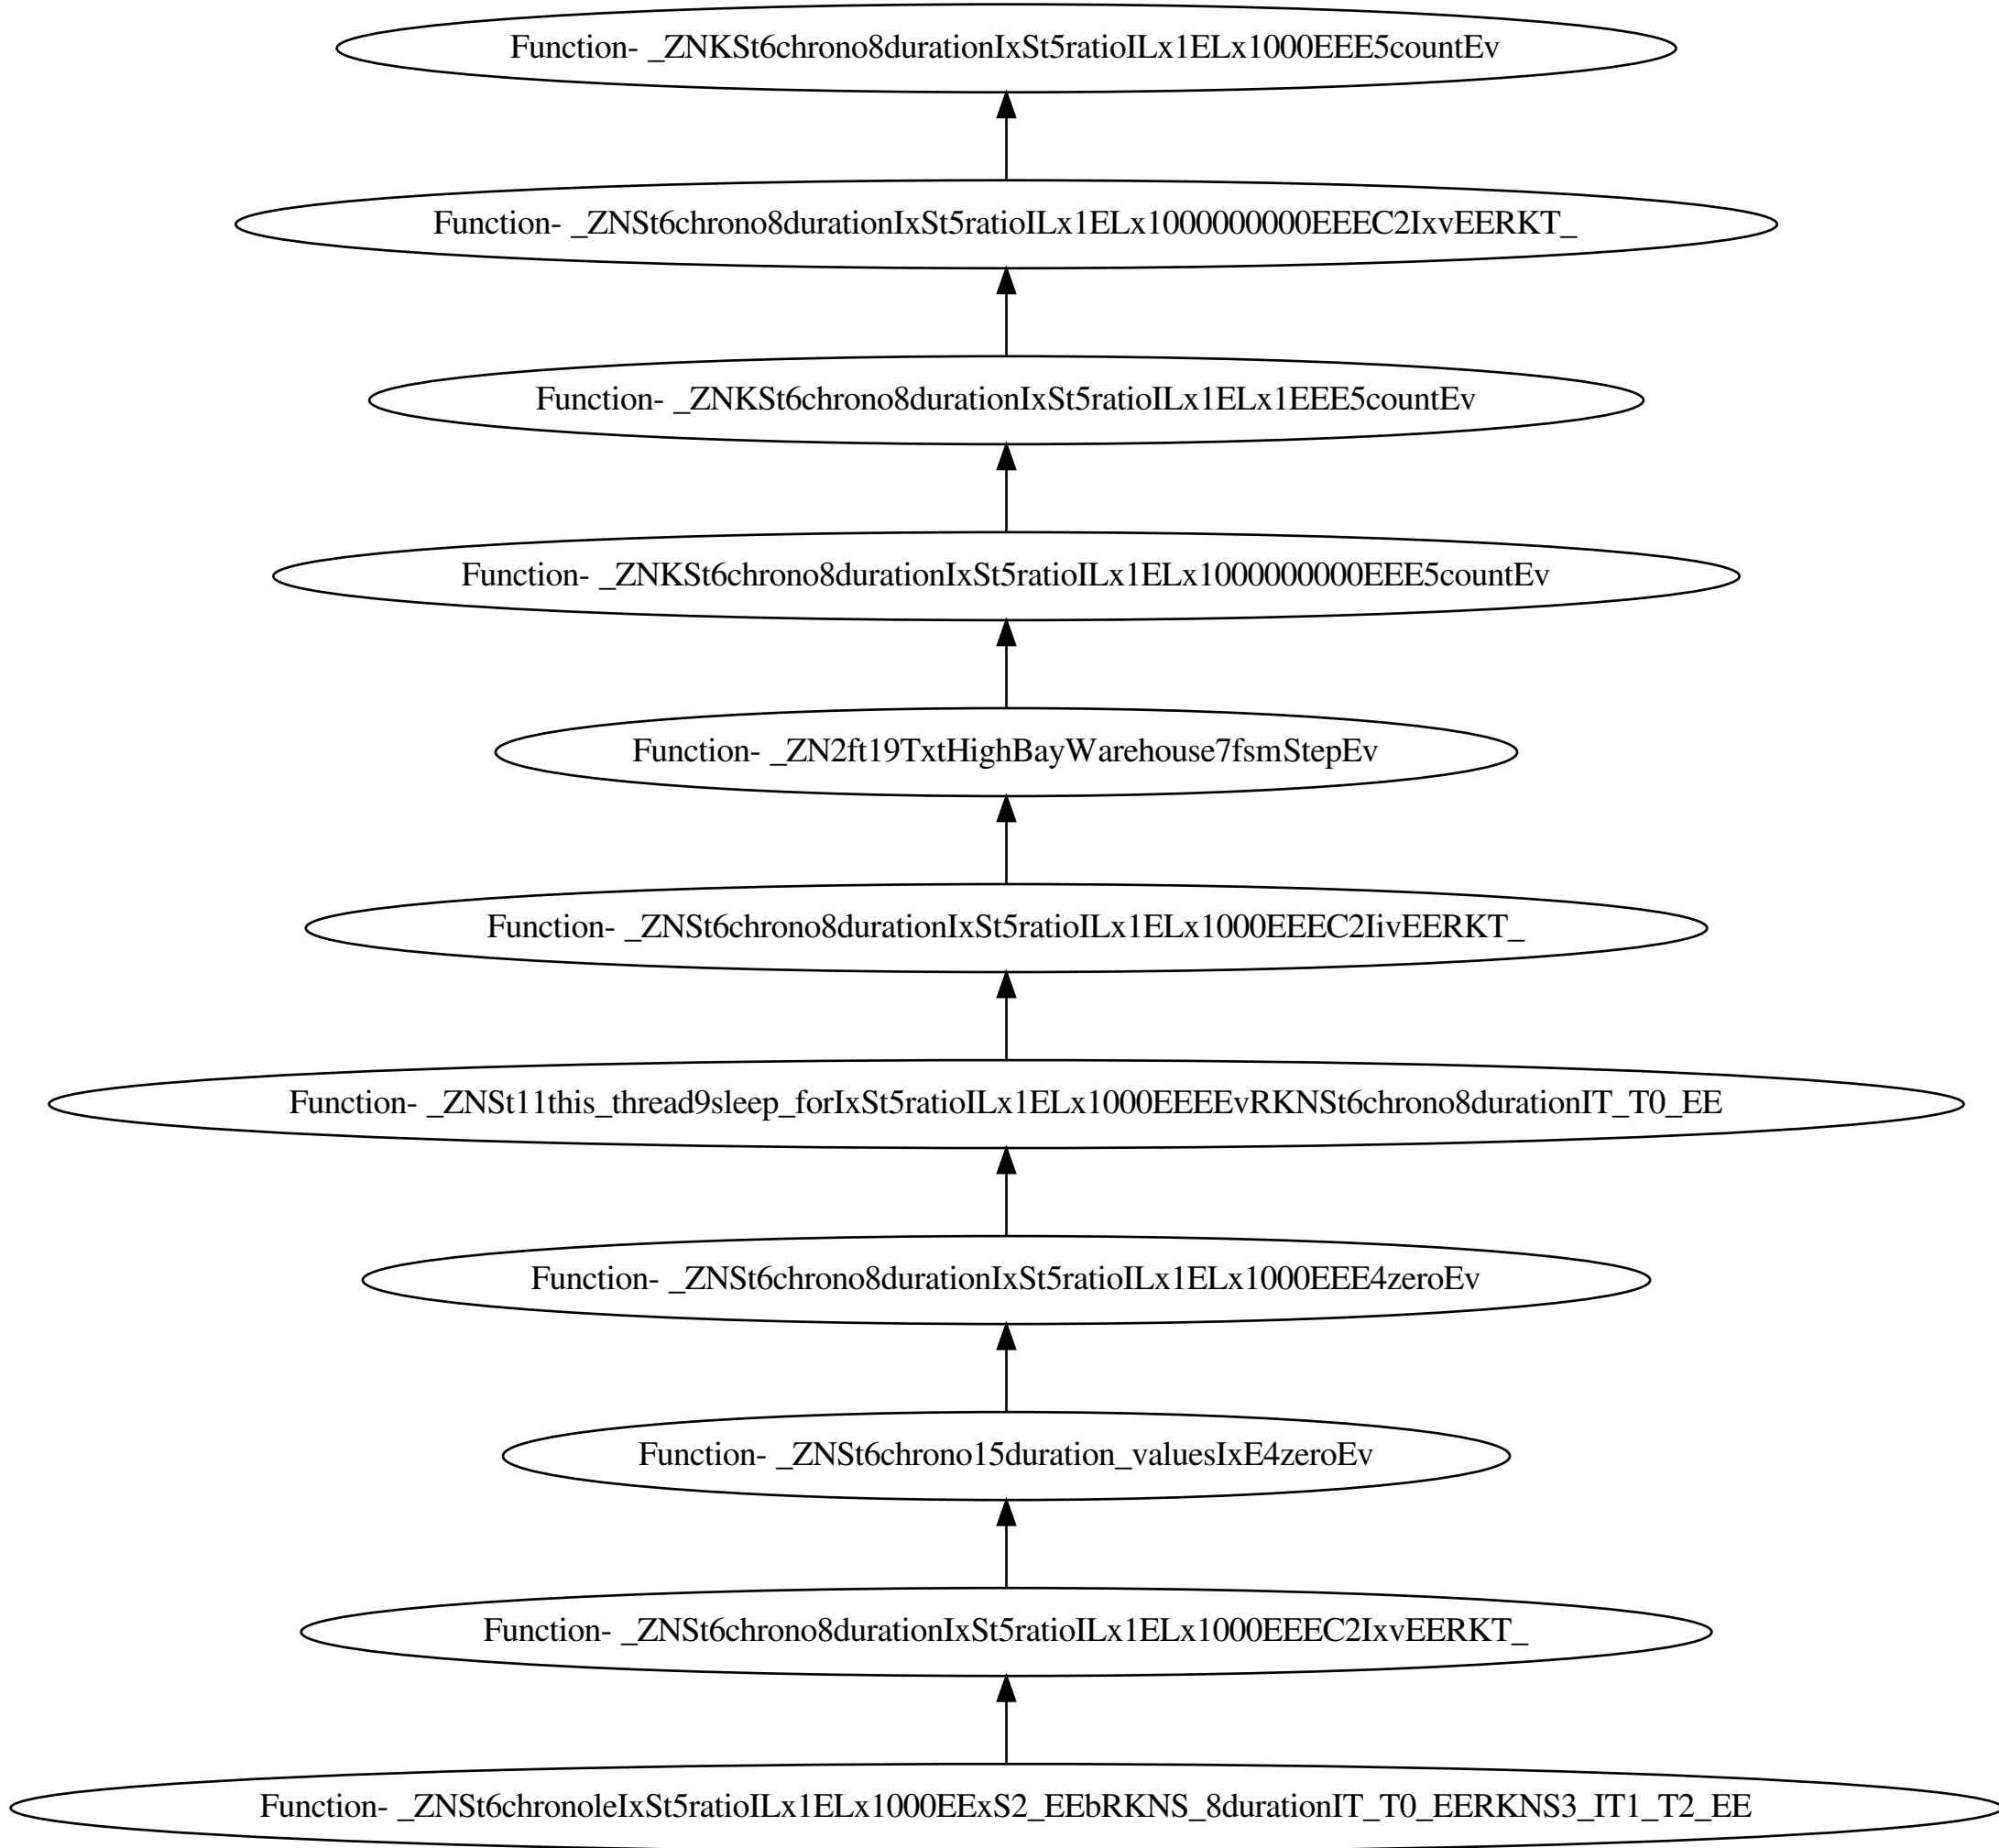 Function- _ZNKSt6chrono8durationIxSt5ratioILx1ELx1000EEE5countEv
Function- _ZNSt6chrono8durationIxSt5ratioILx1ELx1000000000EEEC2IxvEERKT_
Function- _ZNKSt6chrono8durationIxSt5ratioILx1ELx1EEE5countEv
Function- _ZNKSt6chrono8durationIxSt5ratioILx1ELx1000000000EEE5countEv
Function- _ZN2ft19TxtHighBayWarehouse7fsmStepEv
Function- _ZNSt6chrono8durationIxSt5ratioILx1ELx1000EEEC2IivEERKT_
Function- _ZNSt11this_thread9sleep_forIxSt5ratioILx1ELx1000EEEEvRKNSt6chrono8durationIT_T0_EE
Function- _ZNSt6chrono8durationIxSt5ratioILx1ELx1000EEE4zeroEv
Function- _ZNSt6chrono15duration_valuesIxE4zeroEv
Function- _ZNSt6chrono8durationIxSt5ratioILx1ELx1000EEEC2IxvEERKT_
Function- _ZNSt6chronoleIxSt5ratioILx1ELx1000EExS2_EEbRKNS_8durationIT_T0_EERKNS3_IT1_T2_EE